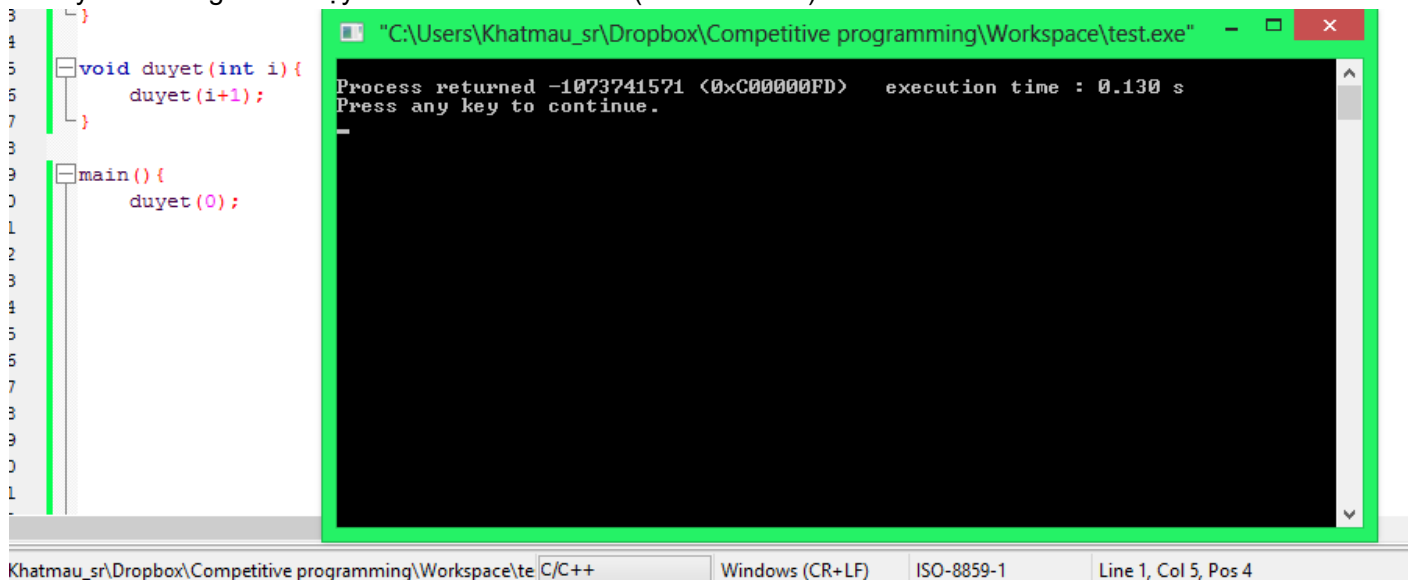 }
void duyet(int i){
duyet(i+1);
}
main(){
duyet(0);
"C:\Users\Khatmau_sr\Dropbox\Competitive programming\Workspace\test.exe"
Process returned -1073741571 (0xC00000FD)   execution time : 0.130 s
Press any key to continue.
Khatmau_sr\Dropbox\Competitive programming\Workspace\te C/C++ Windows (CR+LF) ISO-8859-1 Line 1, Col 5, Pos 4